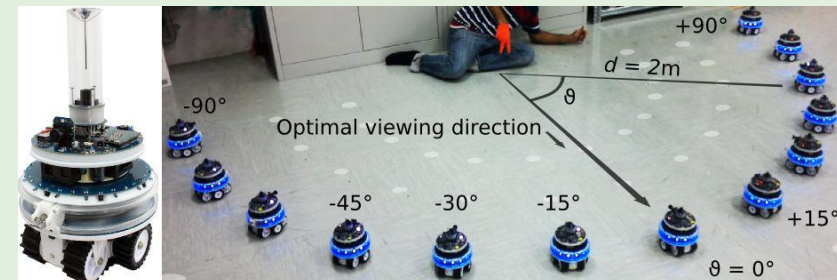 +90°
d = 2m
ϑ
-90°
Optimal viewing direction
-45°
-30°
-15°
+15°
ϑ = 0°